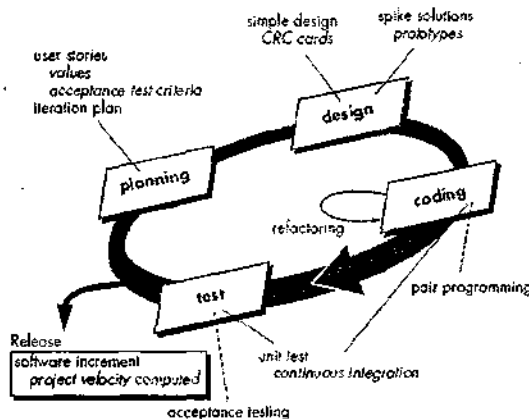 simple design
CRC cards
spike solutions
prototypes
user stories
values
acceptance test criteria
iteration plan
design
planning
coding
refactoring
test
pair programming
Release
software increment
project velocity computed
unit test
continuous integration
acceptance testing